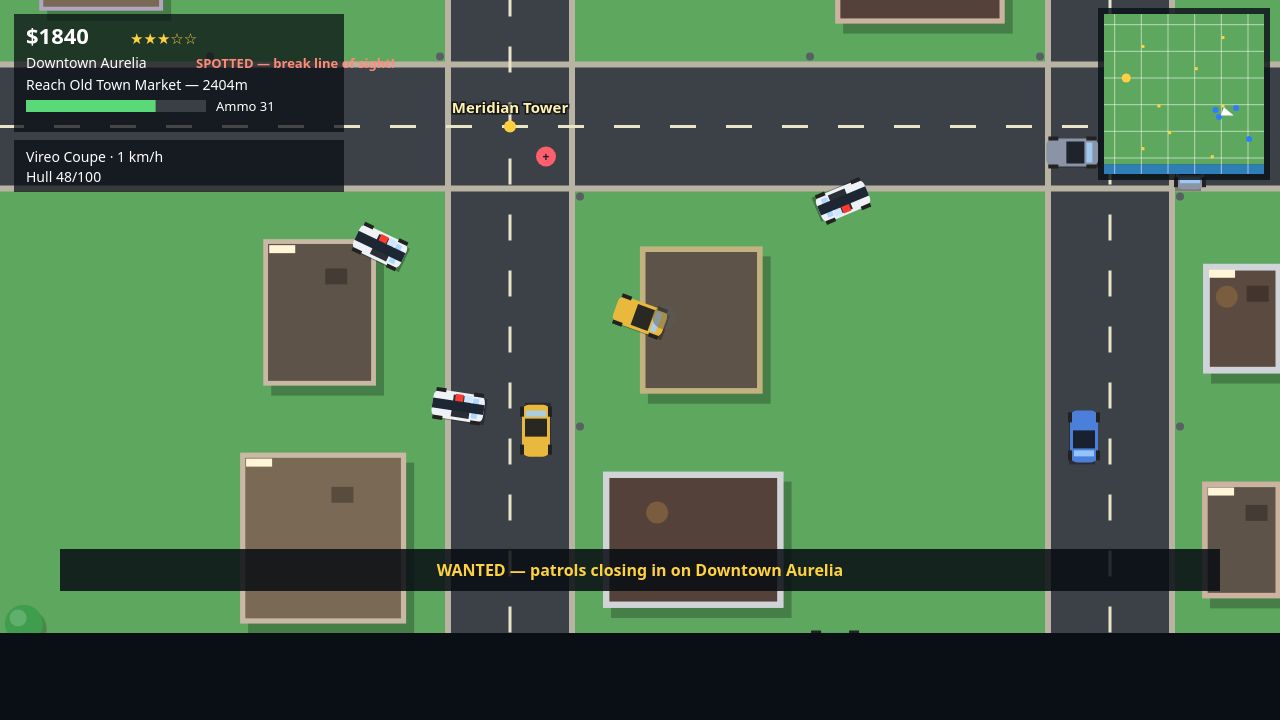 $1840 ★★★☆☆
Downtown Aurelia SPOTTED — break line of sight!
Reach Old Town Market — 2404m
Ammo 31
Vireo Coupe · 1 km/h
Hull 48/100
Meridian Tower
WANTED — patrols closing in on Downtown Aurelia